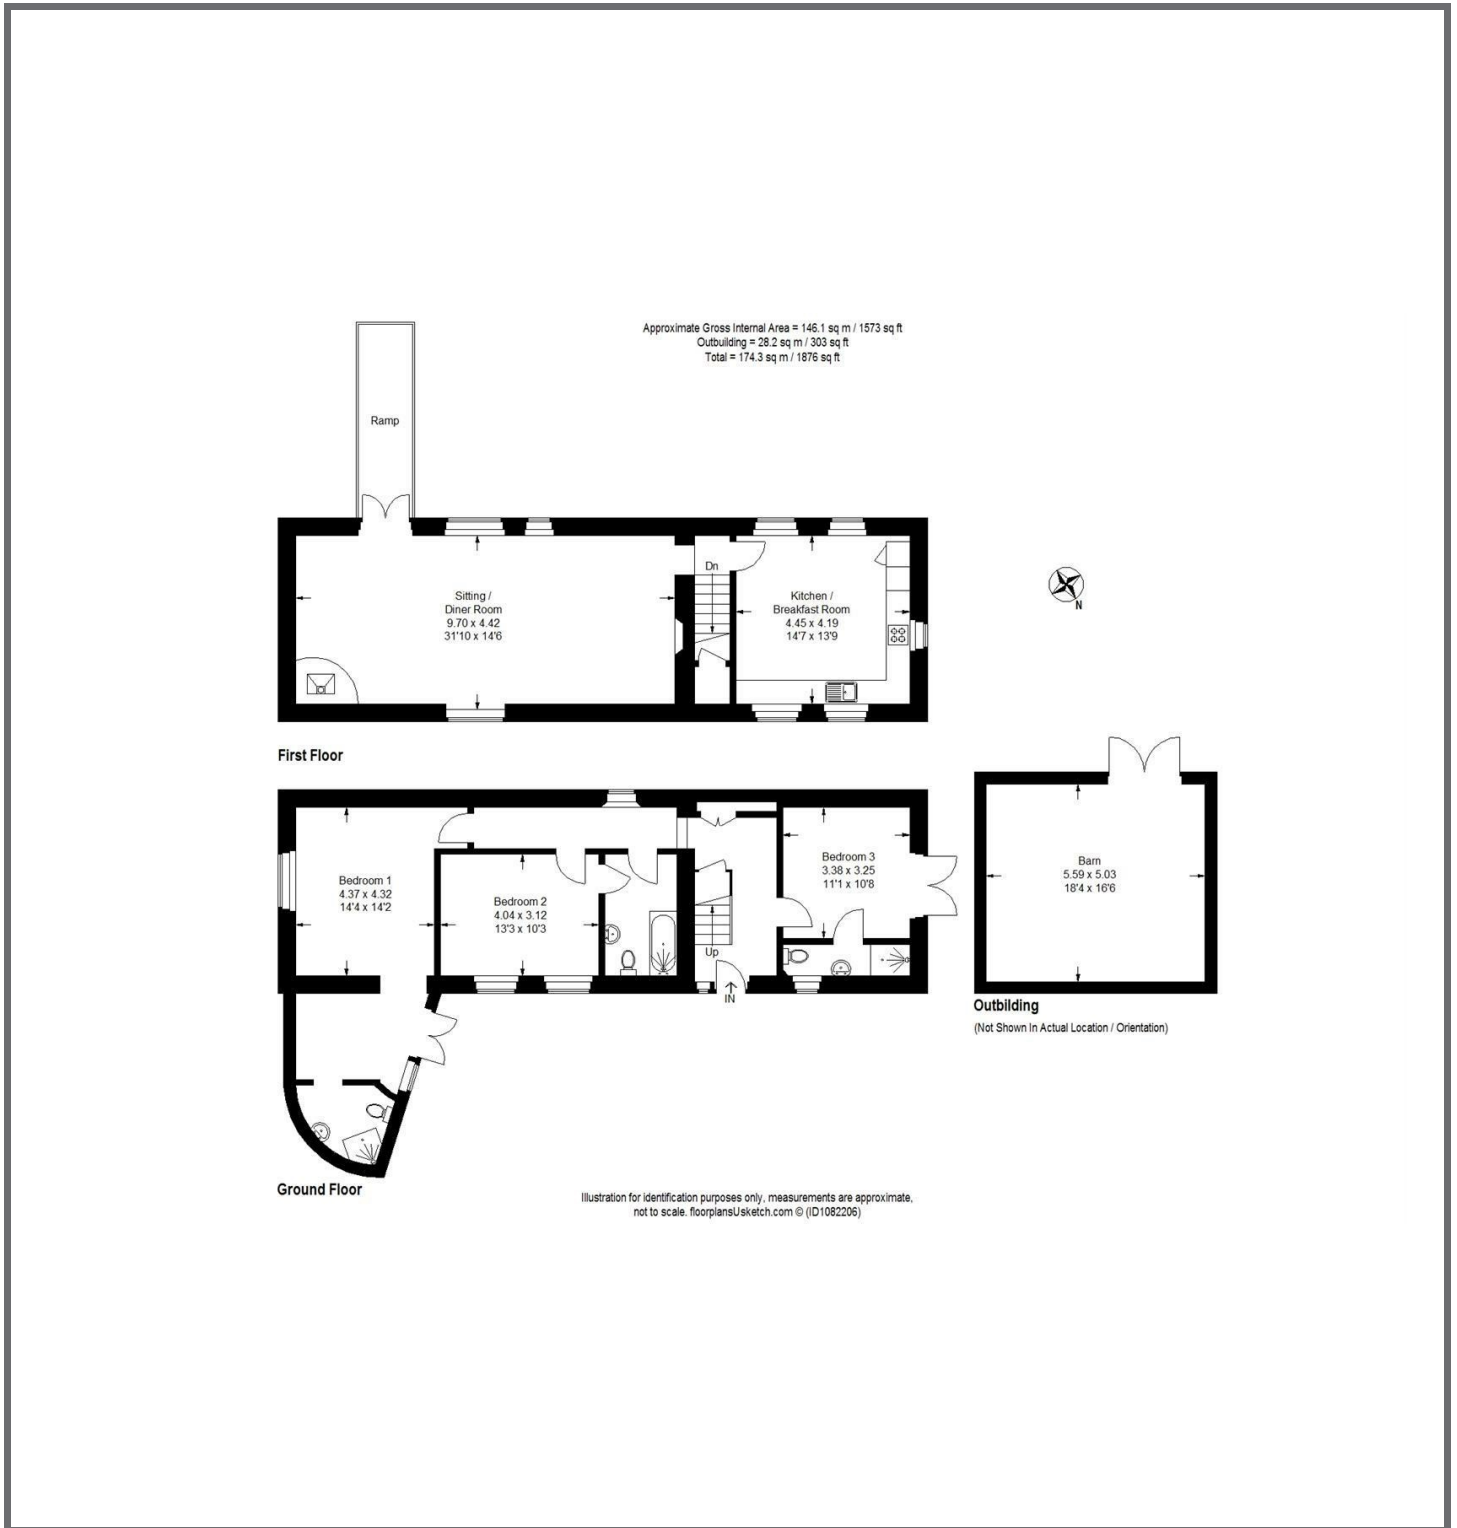 Approximate Gross Internal Area = 146.1 sq m / 1573 sq ft
Outbuilding = 28.2 sq m / 303 sq ft
Total = 174.3 sq m / 1876 sq ft
Ramp
Sitting /
Diner Room
9.70 x 4.42
31'10 x 14'6
Dn
Kitchen /
Breakfast Room
4.45 x 4.19
14'7 x 13'9
N
First Floor
Bedroom 1
4.37 x 4.32
14'4 x 14'2
Bedroom 2
4.04 x 3.12
13'3 x 10'3
Up
IN
Bedroom 3
3.38 x 3.25
11'1 x 10'8
Barn
5.59 x 5.03
18'4 x 16'6
Outbilding
(Not Shown In Actual Location / Orientation)
Ground Floor
Illustration for identification purposes only, measurements are approximate,
not to scale. floorplansUsketch.com © (ID1082206)